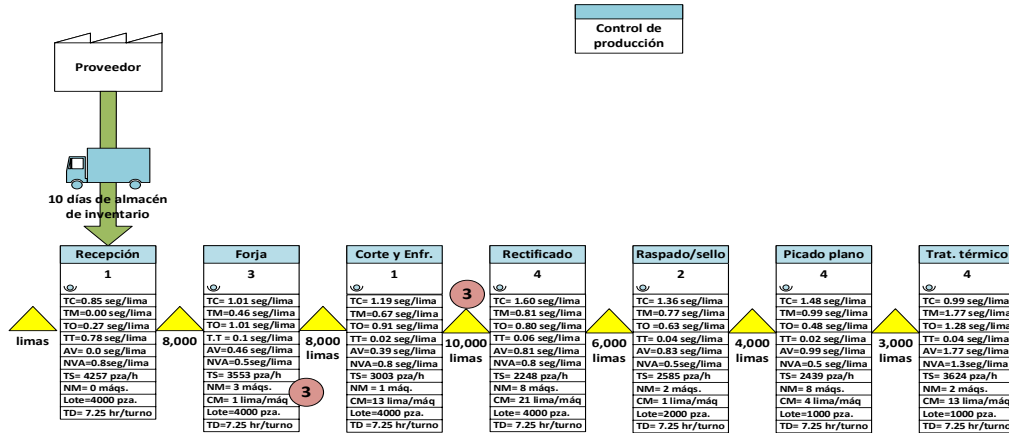 Control de
producción
Proveedor
10 días de almacén
de inventario
Recepción
1
TC=0.85 seg/lima
TM=0.00 seg/lima
TO=0.27 seg/lima
TT=0.78 seg/lima
AV= 0.0 seg/lima
NVA=0.8seg/lima
TS= 4257 pza/h
NM= 0 máqs.
Lote=4000 pza.
TD= 7.25 hr/turno
Forja
3
TC= 1.01 seg/lima
TM=0.46 seg/lima
TO= 1.01 seg/lima
T.T = 0.1 seg/lima
AV=0.46 seg/lima
NVA=0.5seg/lima
TS= 3553 pza/h
NM= 3 máqs.
CM= 1 lima/máq
Lote=4000 pza.
TD=7.25 hr/turno
3
Corte y Enfr.
1
TC= 1.19 seg/lima
TM=0.67 seg/lima
TO= 0.91 seg/lima
TT= 0.02 seg/lima
AV=0.39 seg/lima
NVA=0.8 seg/lima
TS= 3003 pza/h
NM = 1 máq.
CM=13 lima/máq
Lote=4000 pza.
TD =7.25 hr/turno
3
Rectificado
4
TC= 1.60 seg/lima
TM=0.81 seg/lima
TO= 0.80 seg/lima
TT= 0.06 seg/lima
AV=0.81 seg/lima
NVA=0.8 seg/lima
TS= 2248 pza/h
NM= 8 máqs.
CM= 21 lima/máq
Lote= 4000 pza.
TD= 7.25 hr/turno
Raspado/sello
2
TC= 1.36 seg/lima
TM=0.77 seg/lima
TO =0.63 seg/lima
TT= 0.04 seg/lima
AV=0.83 seg/lima
NVA=0.5seg/lima
TS= 2585 pza/h
NM= 2 máqs.
CM= 1 lima/máq
Lote=2000 pza.
TD= 7.25 hr/turno
Picado plano
4
TC= 1.48 seg/lima
TM=0.99 seg/lima
TO= 0.48 seg/lima
TT= 0.02 seg/lima
AV=0.99 seg/lima
NVA=0.5 seg/lima
TS= 2439 pza/h
NM= 8 máqs.
CM= 4 lima/máq
Lote=1000 pza.
TD= 7.25 hr/turno
Trat. térmico
4
TC= 0.99 seg/lima
TM=1.77 seg/lima
TO= 1.28 seg/lima
TT= 0.04 seg/lima
AV=1.77 seg/lima
NVA=1.3seg/lima
TS= 3624 pza/h
NM= 2 máqs.
CM= 13 lima/máq
Lote=1000 pza.
TD= 7.25 hr/turno
limas
8,000
8,000
limas
10,000
limas
6,000
limas
4,000
limas
3,000
limas